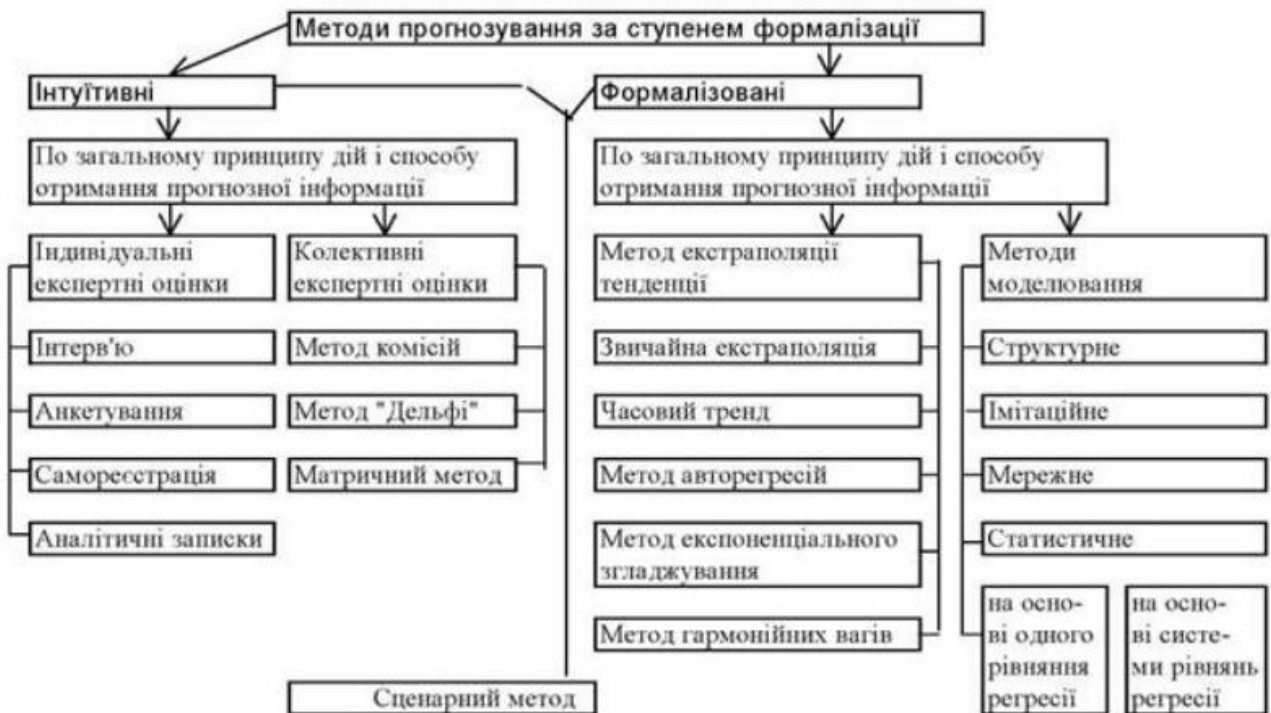 Методи прогнозування за ступенем формалізації
Інтуїтивні
Формалізовані
По загальному принципу дій і способу
отримання прогнозної інформації
По загальному принципу дій і способу
отримання прогнозної інформації
Індивідуальні
експертні оцінки
Колективні
експертні оцінки
Метод екстраполяції
тенденції
Методи
моделювання
Інтерв'ю
Метод комісій
Звичайна екстраполяція
Структурне
Анкетування
Метод "Дельфі"
Часовий тренд
Імітаційне
Самореєстрація
Матричний метод
Метод авторегресій
Мережне
Аналітичні записки
Метод експоненціального
згладжування
Статистичне
Метод гармонійних вагів
на осно-
ві одного
рівняння
регресії
на осно-
ві систе-
ми рівнянь
регресії
Сценарний метод